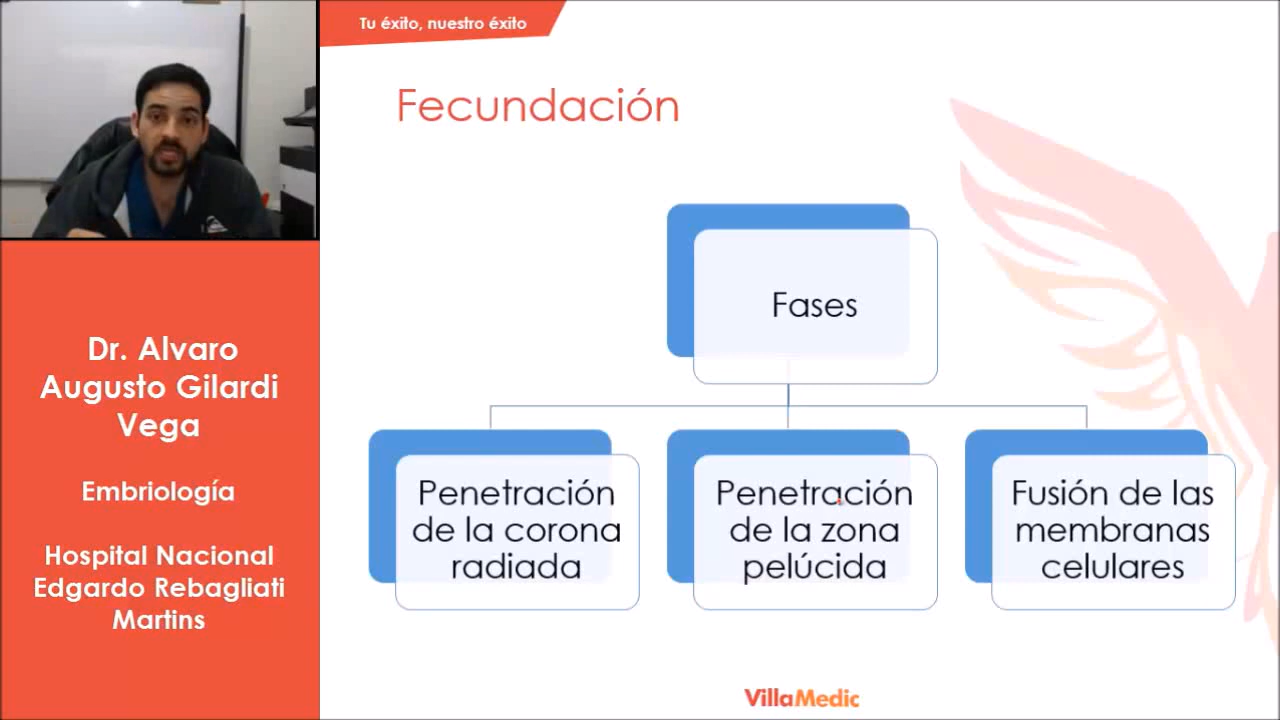 Tu éxito, nuestro éxito
Fecundación
Fases
Penetración
de la corona
radiada
Penetración
de la zona
pelúcida
Fusión de las
membranas
celulares
Dr. Alvaro
Augusto Gilardi
Vega
Embriología
Hospital Nacional
Edgardo Rebagliati
Martins
VillaMedic